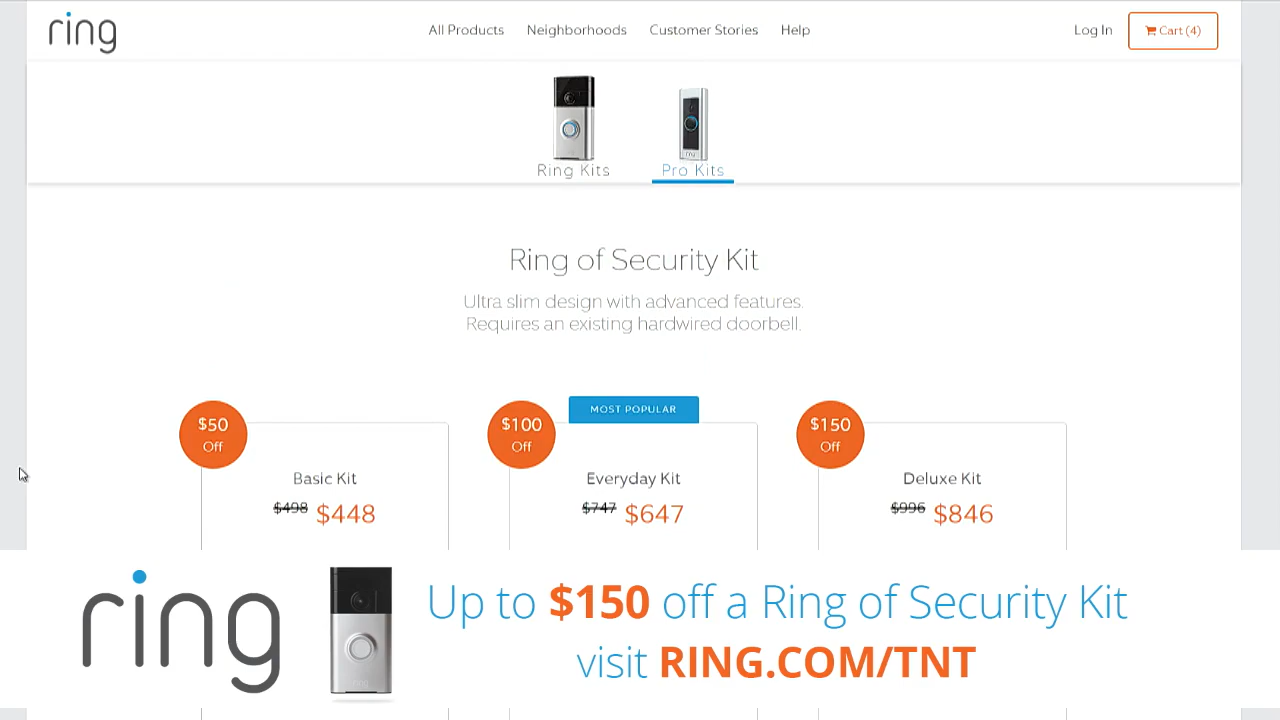 ring
All Products Neighborhoods Customer Stories Help Log In Cart (4)
Ring Kits Pro Kits
Ring of Security Kit
Ultra slim design with advanced features.
Requires an existing hardwired doorbell.
$50 Off
Basic Kit
$498 $448
$100 Off
MOST POPULAR
Everyday Kit
$747 $647
$150 Off
Deluxe Kit
$996 $846
ring
Up to $150 off a Ring of Security Kit
visit RING.COM/TNT